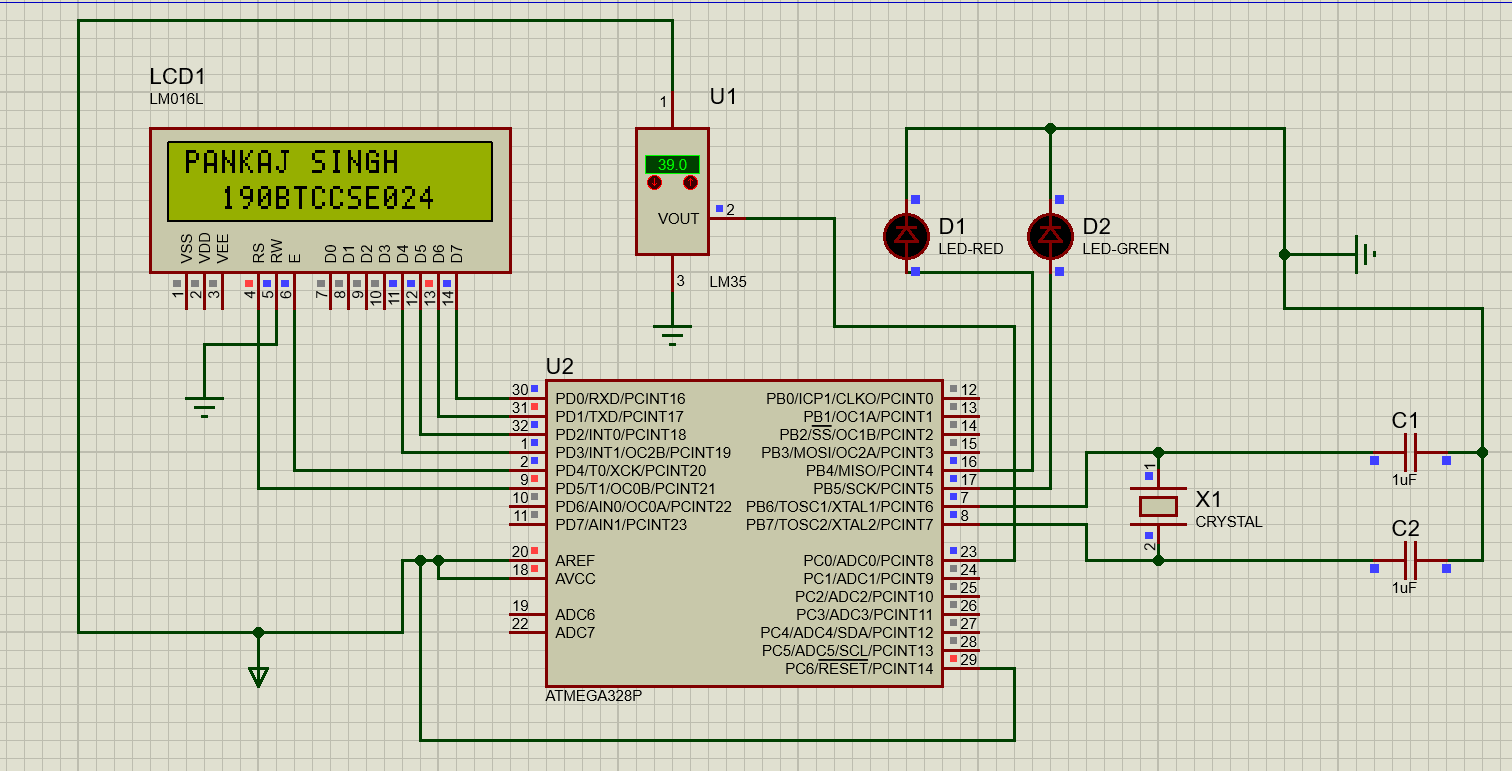 LCD1
LM016L
PANKAJ SINGH
190BTCCSE024
VSS VDD VEE RS RW E D0 D1 D2 D3 D4 D5 D6 D7
1 2 3 4 5 6 7 8 9 10 11 12 13 14
U1
1
39.0
2
VOUT
3
LM35
D1
LED-RED
D2
LED-GREEN
U2
30 PD0/RXD/PCINT16 PB0/ICP1/CLKO/PCINT0 12
31 PD1/TXD/PCINT17 PB1/OC1A/PCINT1 13
32 PD2/INT0/PCINT18 PB2/SS/OC1B/PCINT2 14
1 PD3/INT1/OC2B/PCINT19 PB3/MOSI/OC2A/PCINT3 15
2 PD4/T0/XCK/PCINT20 PB4/MISO/PCINT4 16
9 PD5/T1/OC0B/PCINT21 PB5/SCK/PCINT5 17
10 PD6/AIN0/OC0A/PCINT22 PB6/TOSC1/XTAL1/PCINT6 7
11 PD7/AIN1/PCINT23 PB7/TOSC2/XTAL2/PCINT7 8
20 AREF PC0/ADC0/PCINT8 23
18 AVCC PC1/ADC1/PCINT9 24
PC2/ADC2/PCINT10 25
19 ADC6 PC3/ADC3/PCINT11 26
22 ADC7 PC4/ADC4/SDA/PCINT12 27
PC5/ADC5/SCL/PCINT13 28
PC6/RESET/PCINT14 29
ATMEGA328P
C1
1uF
1
X1
CRYSTAL
2
C2
1uF